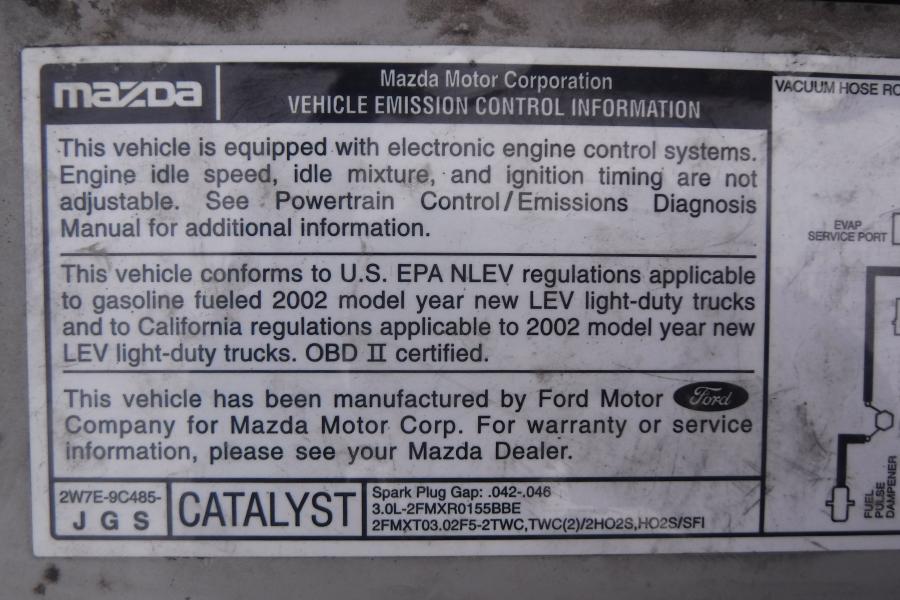 mazda
Mazda Motor Corporation
VEHICLE EMISSION CONTROL INFORMATION
This vehicle is equipped with electronic engine control systems.
Engine idle speed, idle mixture, and ignition timing are not
adjustable. See Powertrain Control/Emissions Diagnosis
Manual for additional information.
This vehicle conforms to U.S. EPA NLEV regulations applicable
to gasoline fueled 2002 model year new LEV light-duty trucks
and to California regulations applicable to 2002 model year new
LEV light-duty trucks. OBD II certified.
This vehicle has been manufactured by Ford Motor Ford
Company for Mazda Motor Corp. For warranty or service
information, please see your Mazda Dealer.
2W7E-9C485-
JGS
CATALYST
Spark Plug Gap: .042-.046
3.0L-2FMXR0155BBE
2FMXT03.02F5-2TWC,TWC(2)/2HO2S,HO2S/SFI
VACUUM HOSE RO
EVAP
SERVICE PORT
FUEL
PULSE
DAMPENER